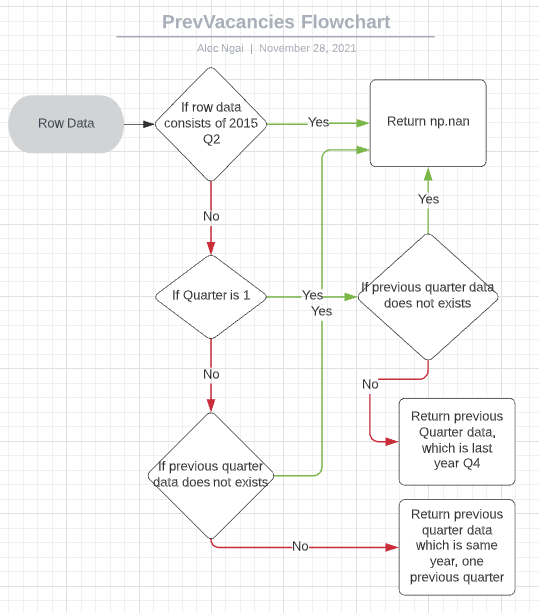 PrevVacancies Flowchart
Aloc Ngai | November 28, 2021
Row Data
If row data
consists of 2015
Q2
Yes
Return np.nan
No
Yes
If Quarter is 1
Yes
Yes
If previous quarter data
does not exists
No
No
Return previous
Quarter data,
which is last
year Q4
If previous quarter
data does not exists
No
Return previous
quarter data
which is same
year, one
previous quarter